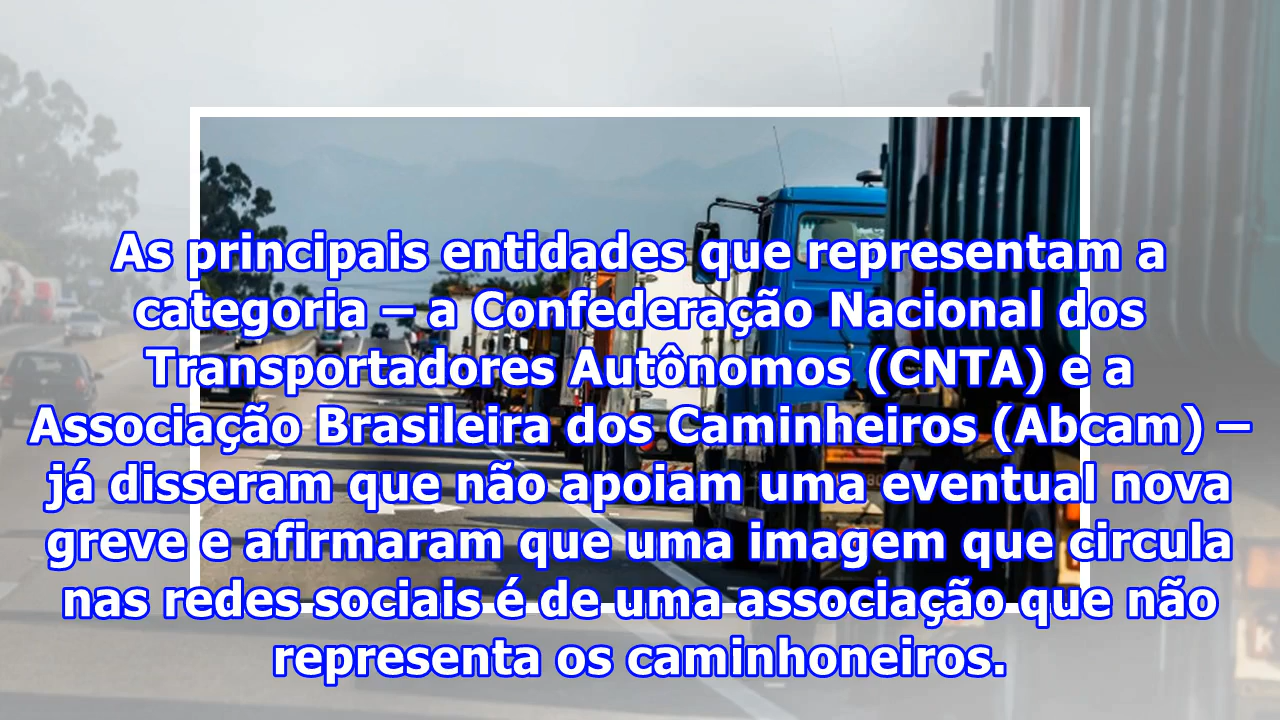 As principais entidades que representam a
categoria – a Confederação Nacional dos
Transportadores Autônomos (CNTA) e a
Associação Brasileira dos Caminheiros (Abcam) –
já disseram que não apoiam uma eventual nova
greve e afirmaram que uma imagem que circula
nas redes sociais é de uma associação que não
representa os caminhoneiros.